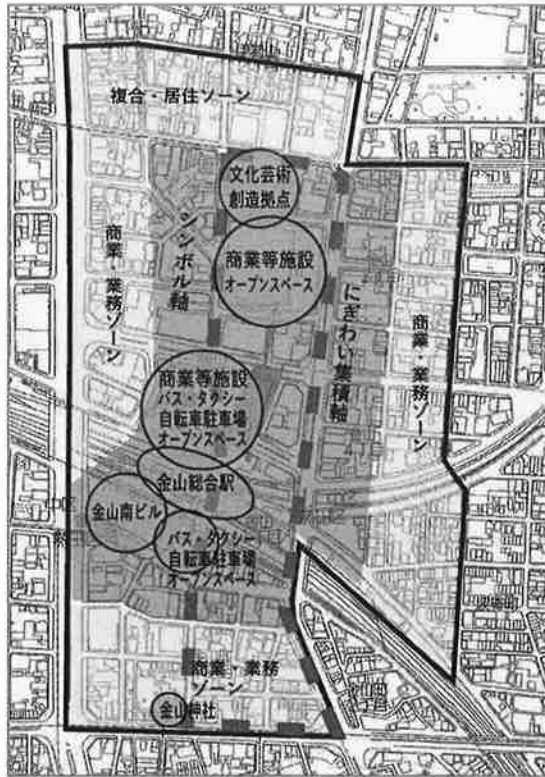 複合・居住ゾーン
文化芸術
創造拠点
シンボル軸
商業・業務ゾーン
商業等施設
オープンスペース
にぎわい集積軸
商業・業務ゾーン
商業等施設
バス・タクシー
自転車駐車場
オープンスペース
金山総合駅
金山南ビル
バス・タクシー
自転車駐車場
オープンスペース
商業・業務
ゾーン
金山神社